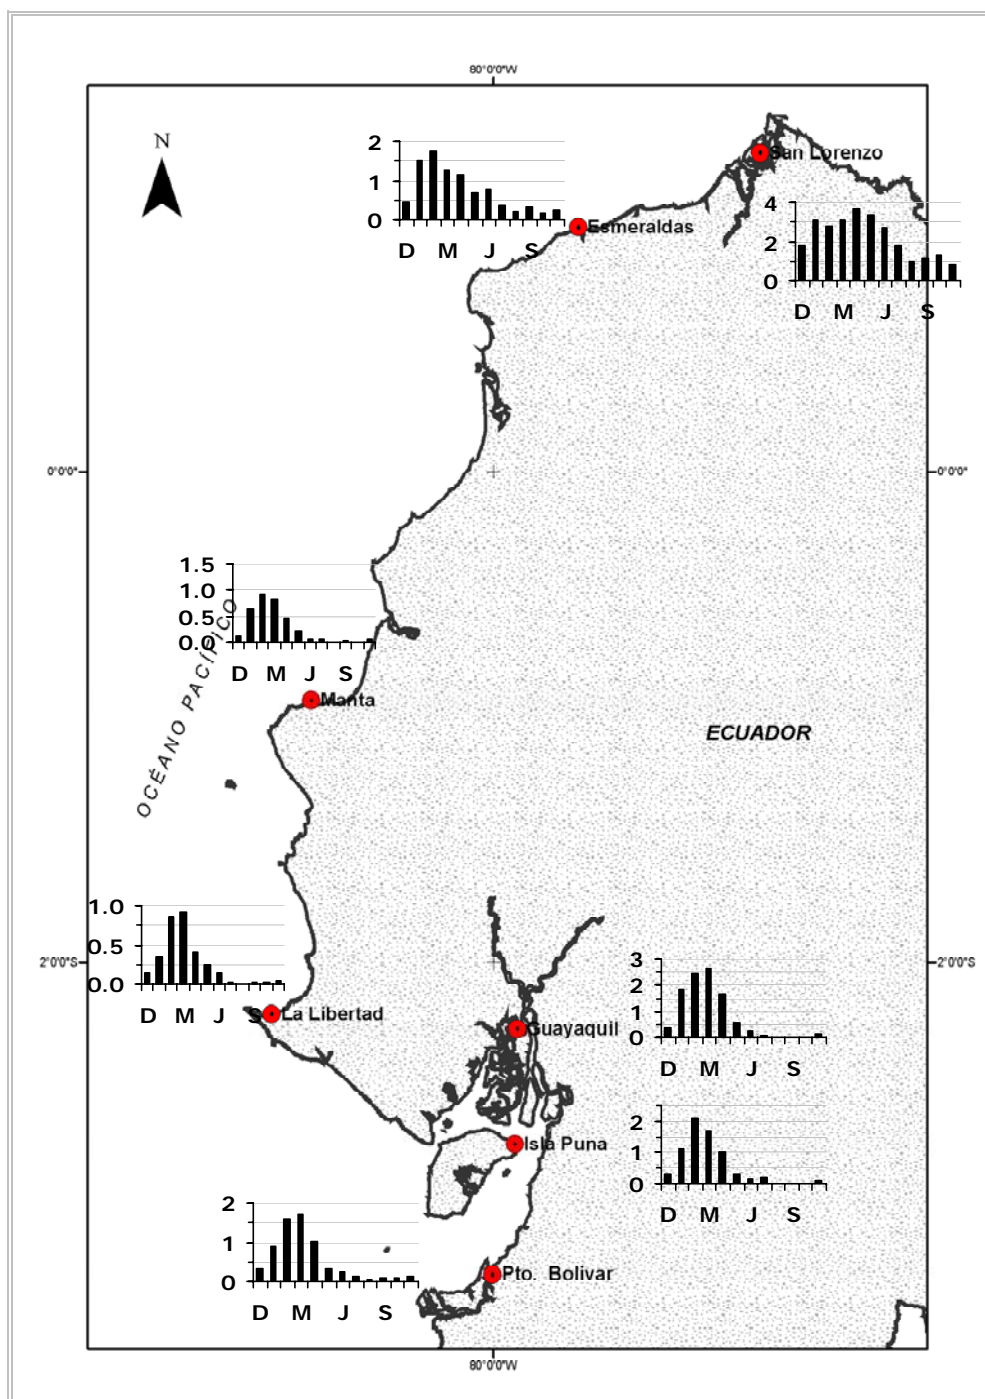 80°0'0"W
N
2
1
0
D M J S
San Lorenzo
Esmeraldas
4
2
0
D M J S
0°0'0"
0°0'0"
1.5
1.0
0.5
0.0
D M J S
OCÉANO PACÍFICO
Manta
ECUADOR
1.0
0.5
0.0
D M J S
2°0'0"S
2°0'0"S
La Libertad
3
2
1
0
D M J S
Guayaquil
2
1
0
D M J S
Isla Puna
2
1
0
D M J S
Pto. Bolivar
80°0'0"W